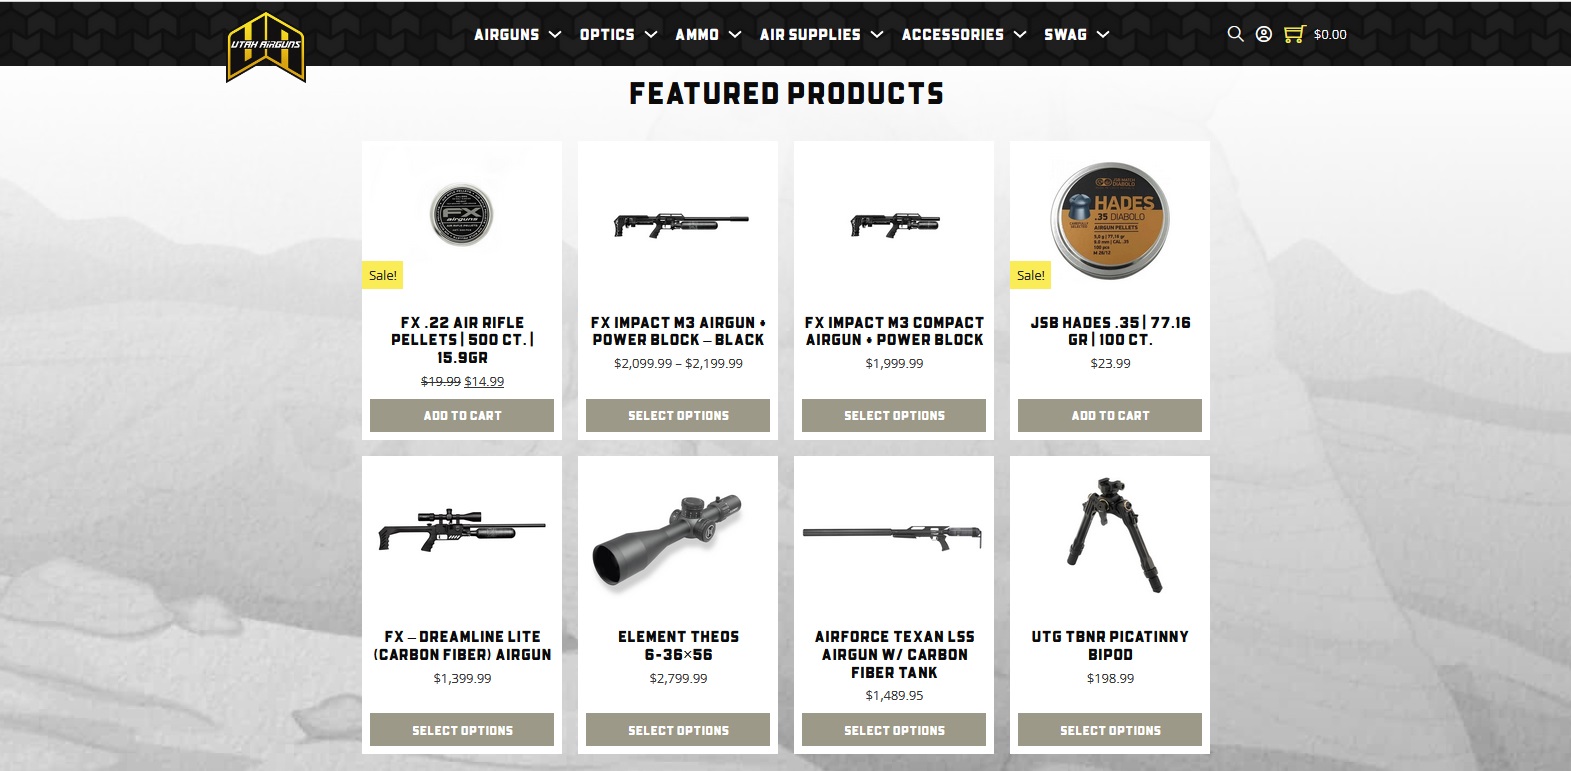 UTAH AIRGUNS
AIRGUNS OPTICS AMMO AIR SUPPLIES ACCESSORIES SWAG $0.00
FEATURED PRODUCTS
FX
airguns
Sale!
FX .22 AIR RIFLE
PELLETS | 500 CT. |
15.9GR
$19.99 $14.99
ADD TO CART
FX IMPACT M3 AIRGUN •
POWER BLOCK – BLACK
$2,099.99 – $2,199.99
SELECT OPTIONS
FX IMPACT M3 COMPACT
AIRGUN • POWER BLOCK
$1,999.99
SELECT OPTIONS
HADES
.35 DIABOLO
AIRGUN PELLETS
Sale!
JSB HADES .35 | 77.16
GR | 100 CT.
$23.99
ADD TO CART
FX – DREAMLINE LITE
(CARBON FIBER) AIRGUN
$1,399.99
SELECT OPTIONS
ELEMENT THEOS
6-36×56
$2,799.99
SELECT OPTIONS
AIRFORCE TEXAN LSS
AIRGUN W/ CARBON
FIBER TANK
$1,489.95
SELECT OPTIONS
UTG TBNR PICATINNY
BIPOD
$198.99
SELECT OPTIONS